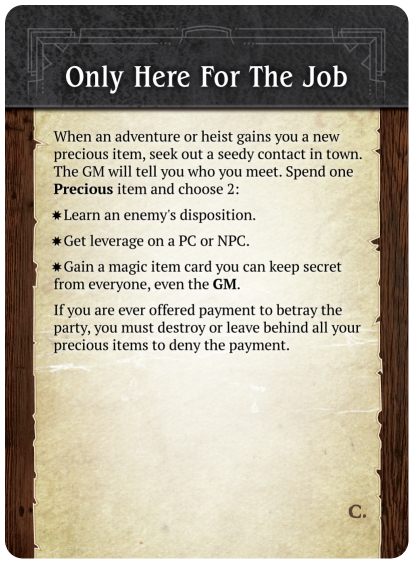 Only Here For The Job
When an adventure or heist gains you a new
precious item, seek out a seedy contact in town.
The GM will tell you who you meet. Spend one
Precious item and choose 2:
✷Learn an enemy's disposition.
✷Get leverage on a PC or NPC.
✷Gain a magic item card you can keep secret
from everyone, even the GM.
If you are ever offered payment to betray the
party, you must destroy or leave behind all your
precious items to deny the payment.
C.